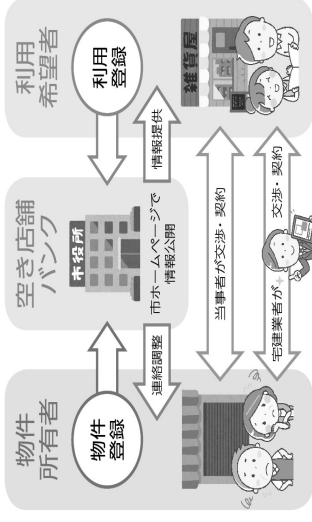 物件
所有者
物件
登録
連絡調整
空き店舗
バンク
市役所
市ホームページで
情報公開
利用
希望者
利用
登録
情報提供
雑貨屋
当事者が交渉・契約
宅建業者が
交渉・契約